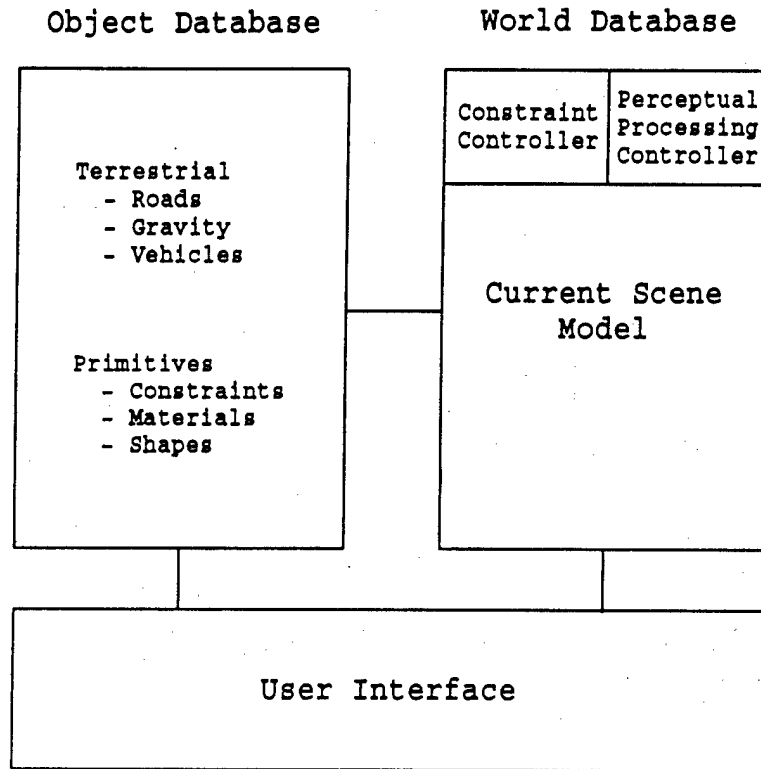 Object Database
World Database
Terrestrial
- Roads
- Gravity
- Vehicles
Primitives
- Constraints
- Materials
- Shapes
Constraint
Controller
Perceptual
Processing
Controller
Current Scene
Model
User Interface